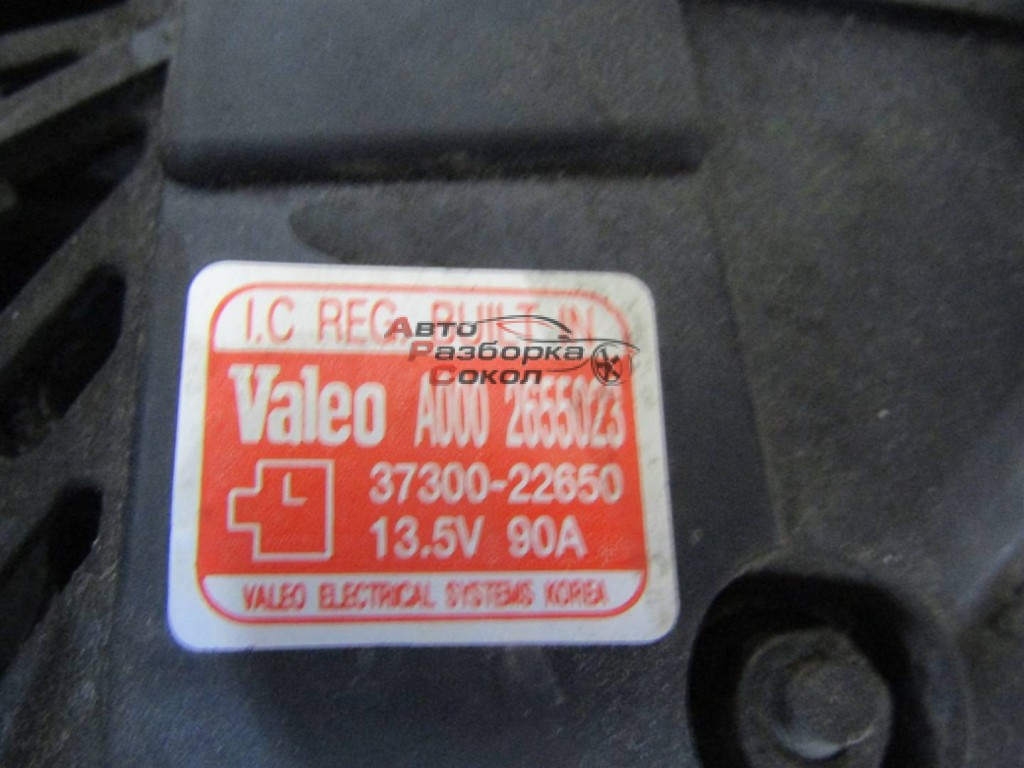 I.C REG. BUILT IN
Авто
Разборка
Сокол
Valeo A000 2655023
L 37300-22650
13.5V 90A
VALEO ELECTRICAL SYSTEMS KOREA